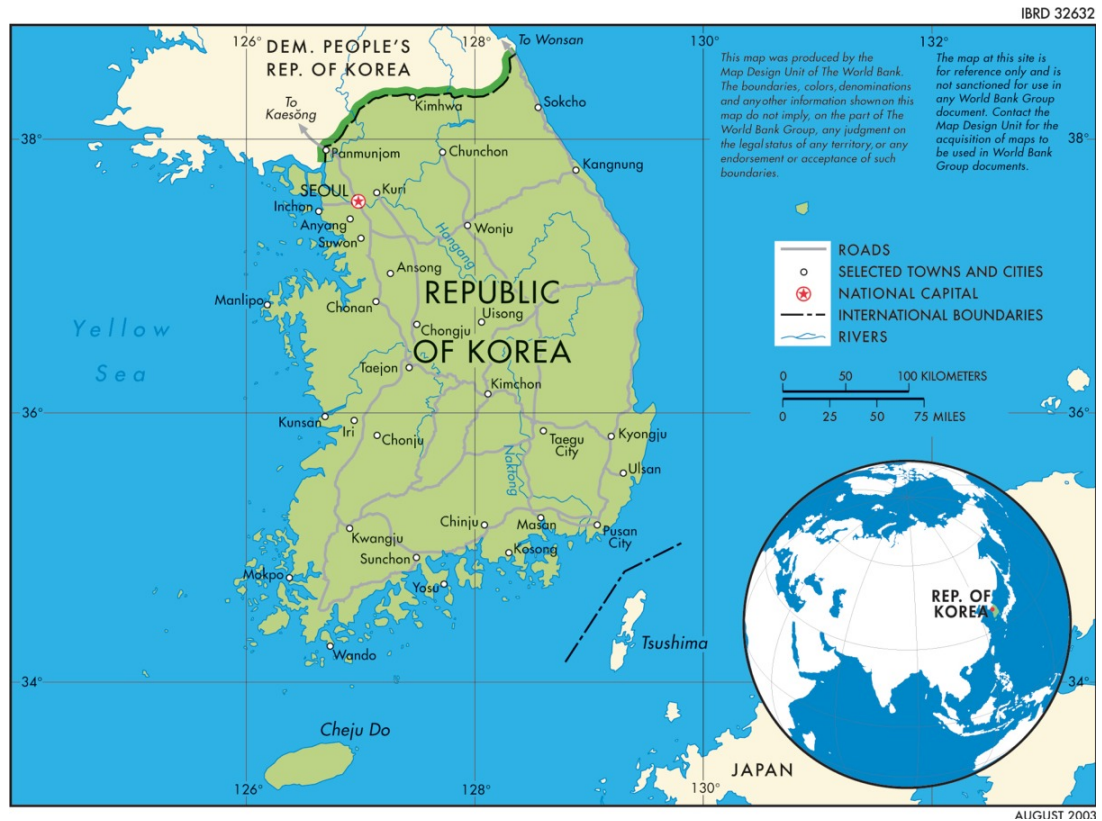 IBRD 32632
126°
128°
To Wonsan
130°
132°
DEM. PEOPLE'S
REP. OF KOREA
To
Kaesŏng
This map was produced by the
Map Design Unit of The World Bank.
The boundaries, colors, denominations
and any other information shown on this
map do not imply, on the part of The
World Bank Group, any judgment on
the legal status of any territory, or any
endorsement or acceptance of such
boundaries.
The map at this site is
for reference only and is
not sanctioned for use in
any World Bank Group
document. Contact the
Map Design Unit for the
acquisition of maps to
be used in World Bank
Group documents.
Kimhwa
Sokcho
38°
38°
Panmunjom
Chunchon
Kangnung
SEOUL
Kuri
Inchon
Anyang
Suwon
Wonju
Hangang
Ansong
Manlipo
Chonan
REPUBLIC
OF KOREA
Uisong
Chongju
Yellow
Sea
Taejon
Kimchon
ROADS
SELECTED TOWNS AND CITIES
NATIONAL CAPITAL
INTERNATIONAL BOUNDARIES
RIVERS
0
50
100 KILOMETERS
0
25
50
75 MILES
36°
36°
Kunsan
Iri
Chonju
Taegu
City
Kyongju
Naktong
Ulsan
Chinju
Masan
Pusan
City
Kwangju
Sunchon
Kosong
Mokpo
Yosu
Wando
Tsushima
REP. OF
KOREA
34°
34°
Cheju Do
JAPAN
126°
128°
130°
AUGUST 2003